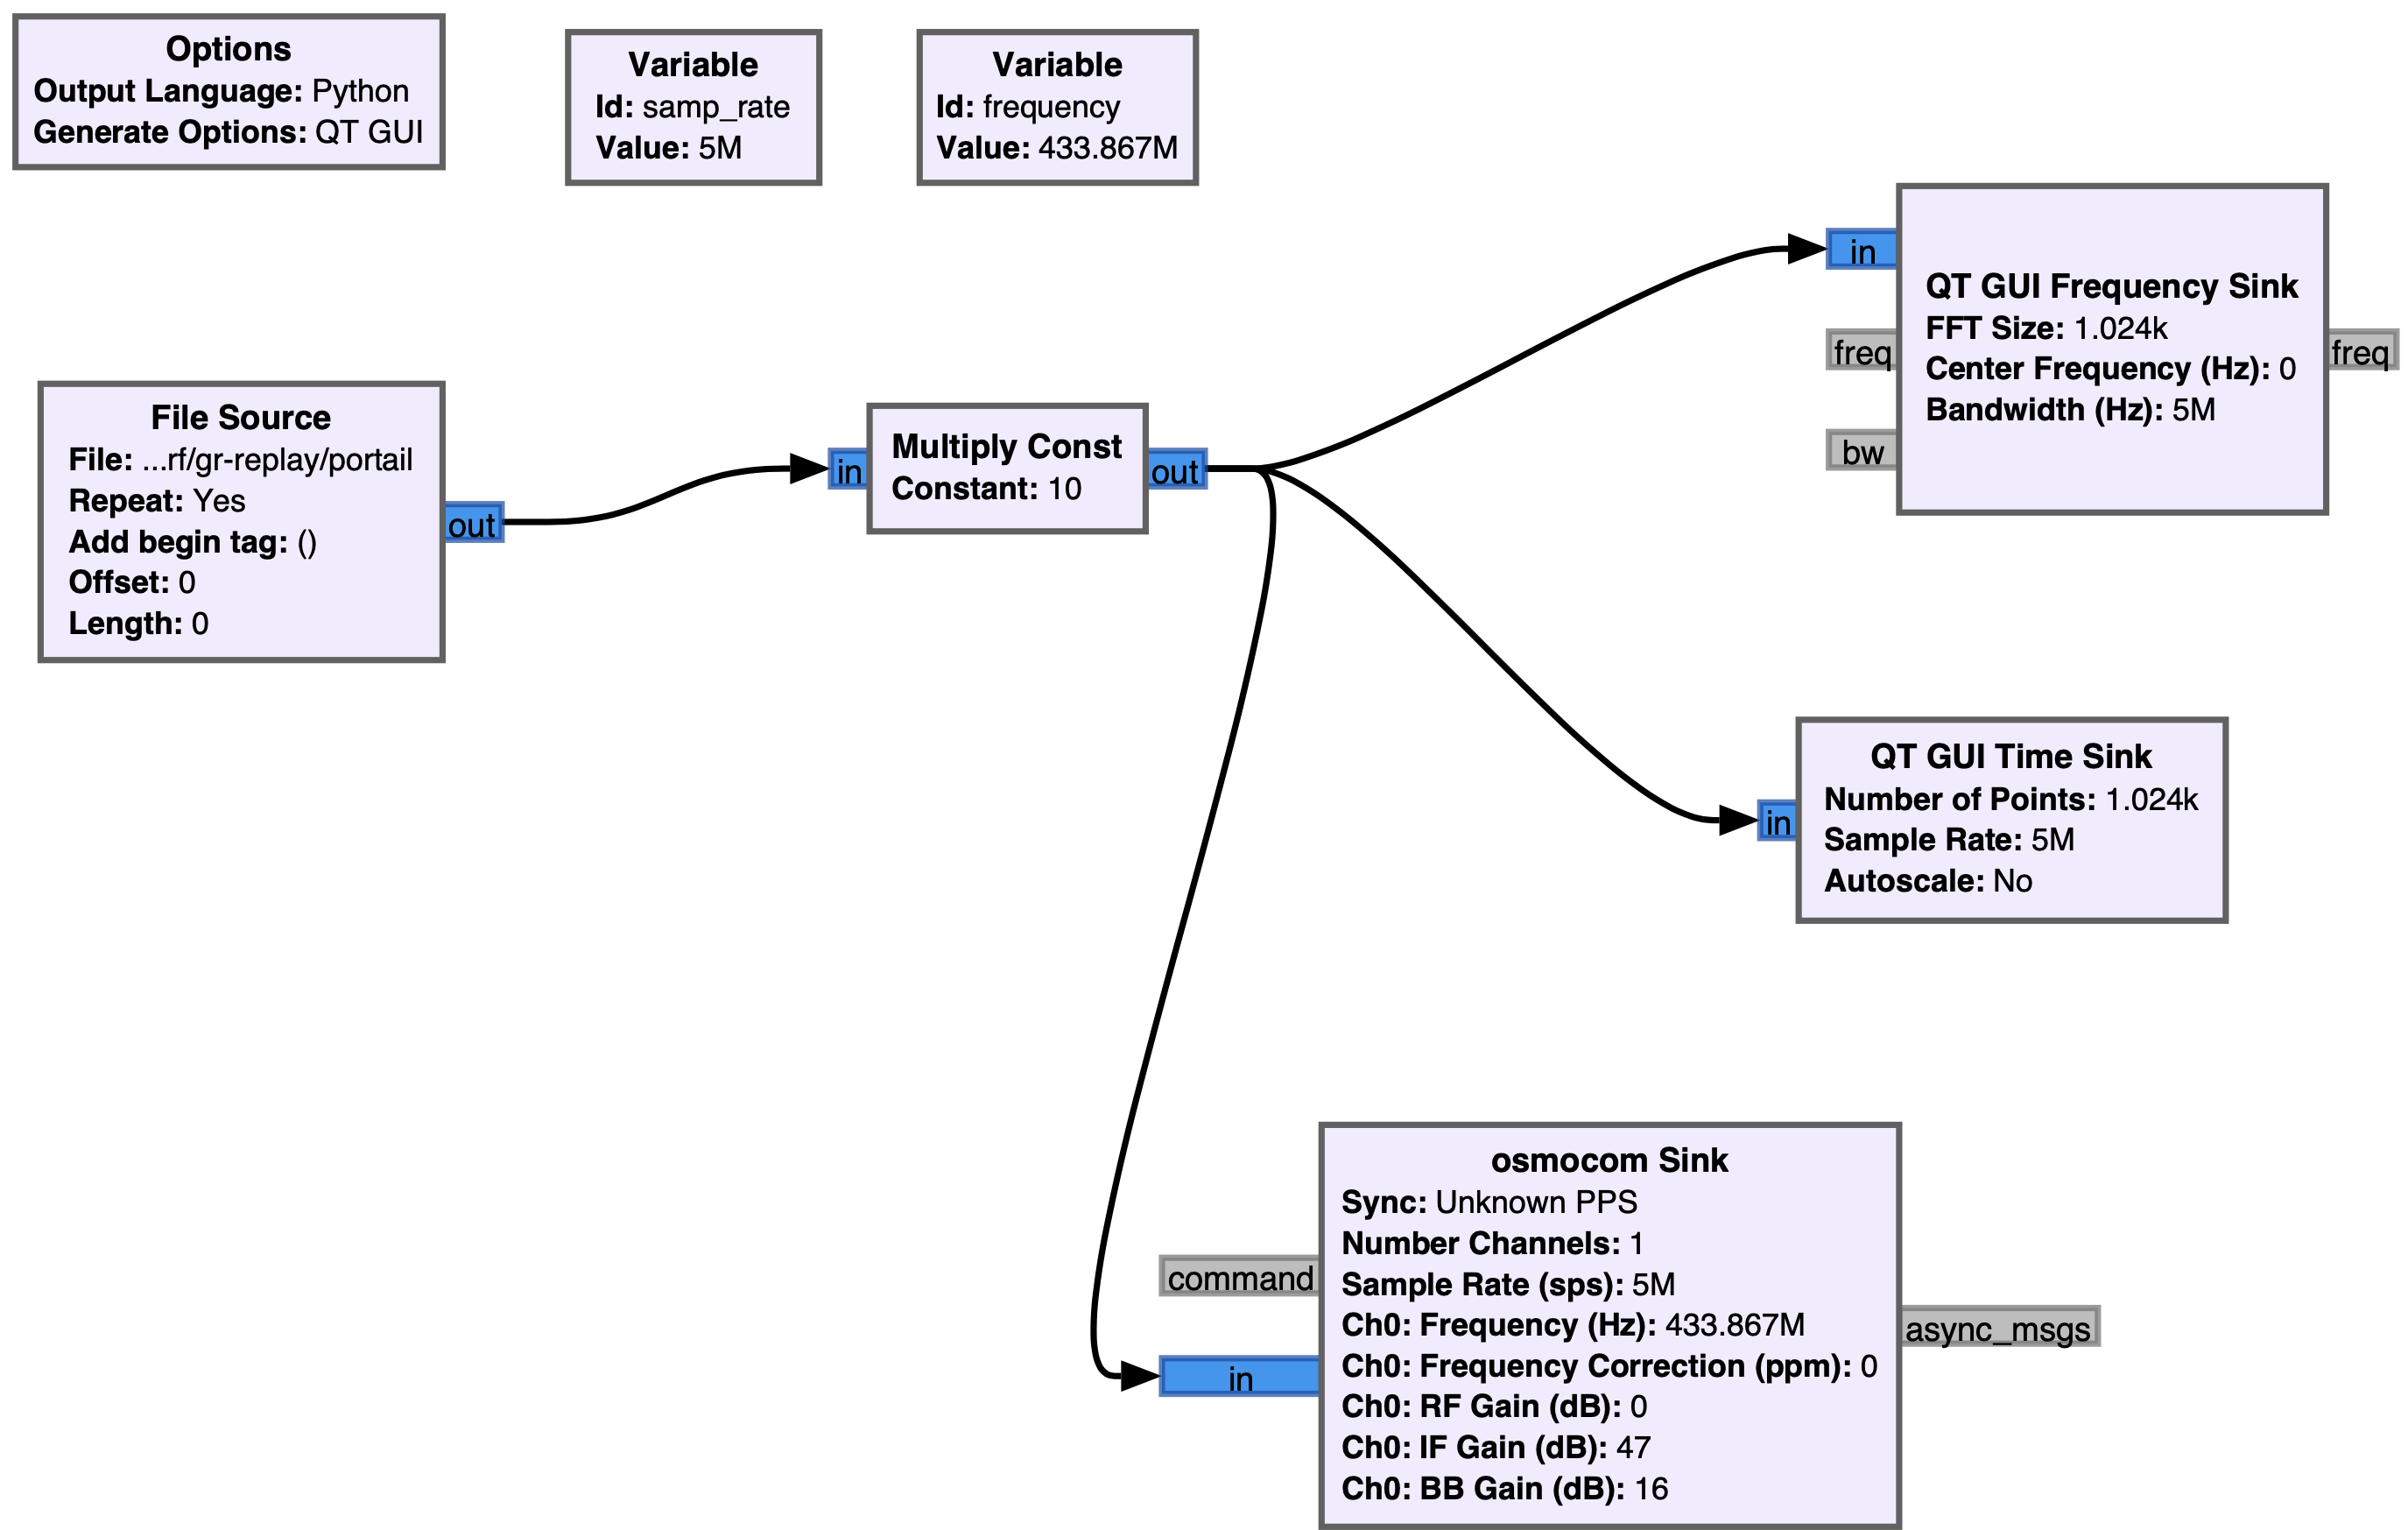 Options
Output Language: Python
Generate Options: QT GUI
Variable
Id: samp_rate
Value: 5M
Variable
Id: frequency
Value: 433.867M
File Source
File: ...rf/gr-replay/portail
Repeat: Yes
Add begin tag: ()
Offset: 0
Length: 0
out
in
Multiply Const
Constant: 10
out
in
freq
bw
QT GUI Frequency Sink
FFT Size: 1.024k
Center Frequency (Hz): 0
Bandwidth (Hz): 5M
freq
in
QT GUI Time Sink
Number of Points: 1.024k
Sample Rate: 5M
Autoscale: No
command
in
osmocom Sink
Sync: Unknown PPS
Number Channels: 1
Sample Rate (sps): 5M
Ch0: Frequency (Hz): 433.867M
Ch0: Frequency Correction (ppm): 0
Ch0: RF Gain (dB): 0
Ch0: IF Gain (dB): 47
Ch0: BB Gain (dB): 16
async_msgs